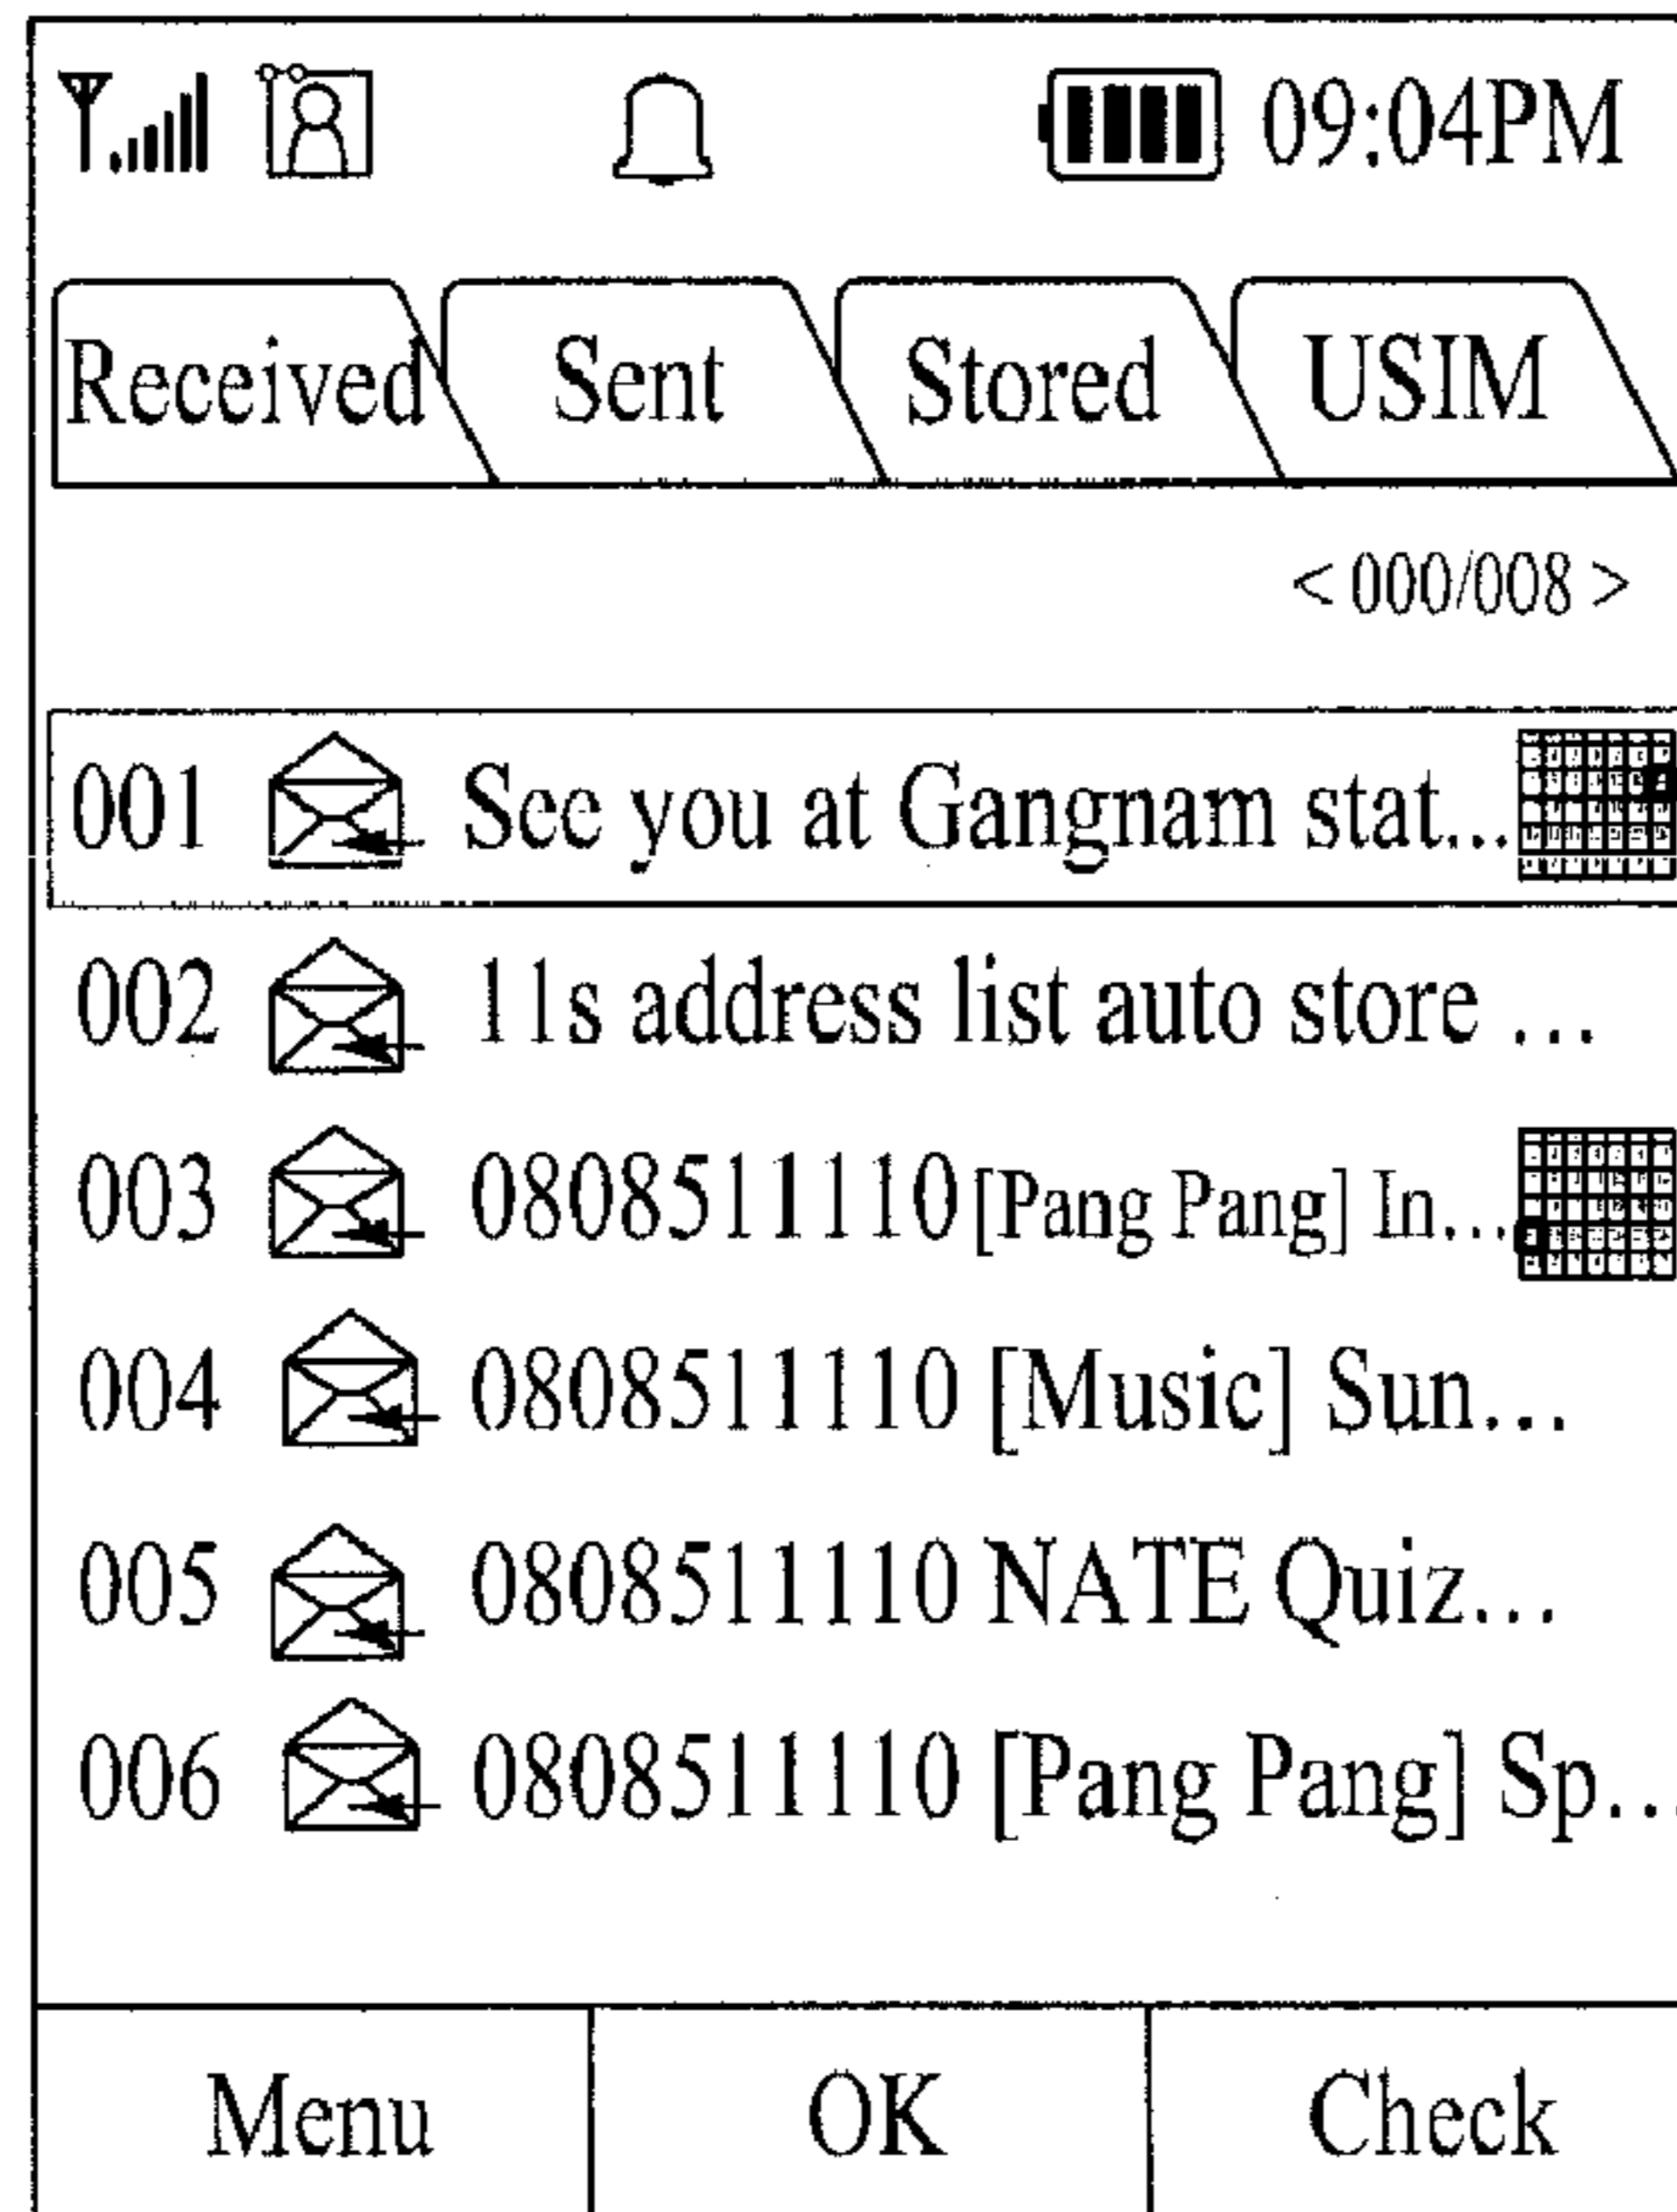 09:04PM
Received Sent Stored USIM
< 000/008 >
001 See you at Gangnam stat...
002 11s address list auto store ...
003 0808511110 [Pang Pang] In...
004 0808511110 [Music] Sun...
005 0808511110 NATE Quiz...
006 0808511110 [Pang Pang] Sp...
Menu OK Check